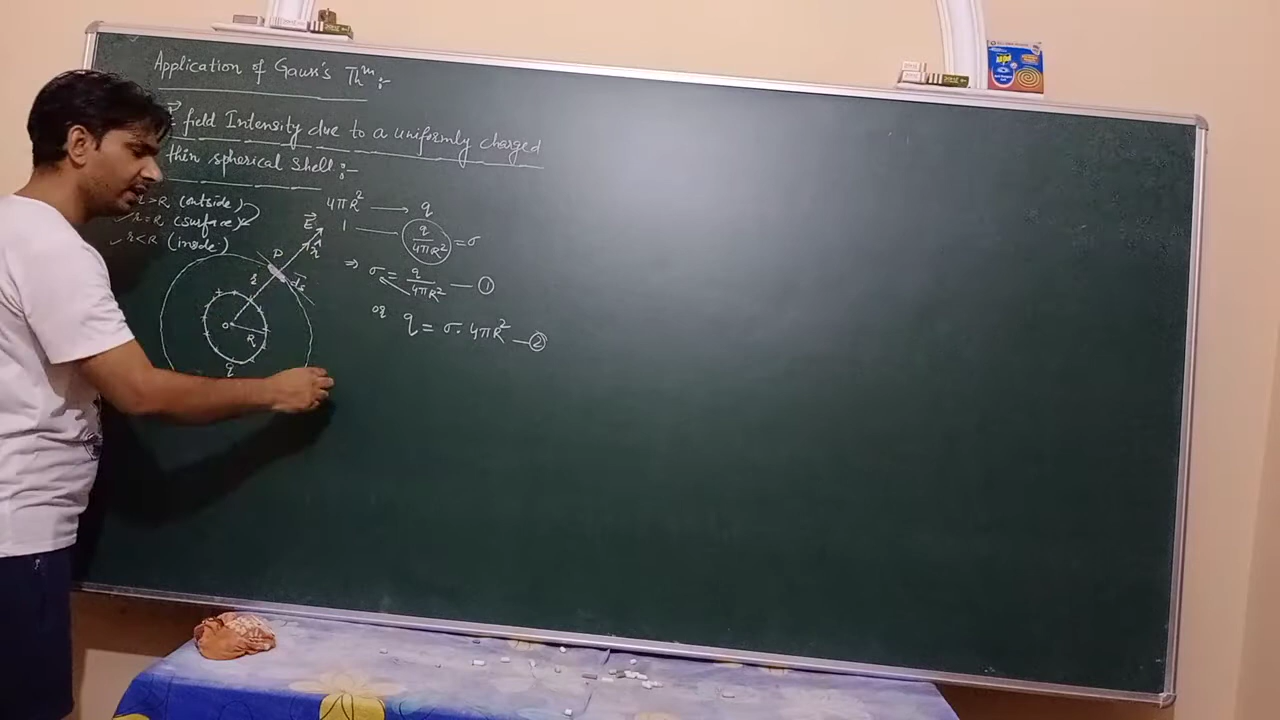 Application of Gauss's Thm:
field Intensity due to a uniformly charged
thin spherical shell :-
r > R (outside)
r = R (surface)
r < R (inside)
4πR² → q
1 — q/4πR² = σ
⇒ σ = q/4πR² — ①
or q = σ. 4πR² — ②
E
r̂
P
r
ds
O
R
q